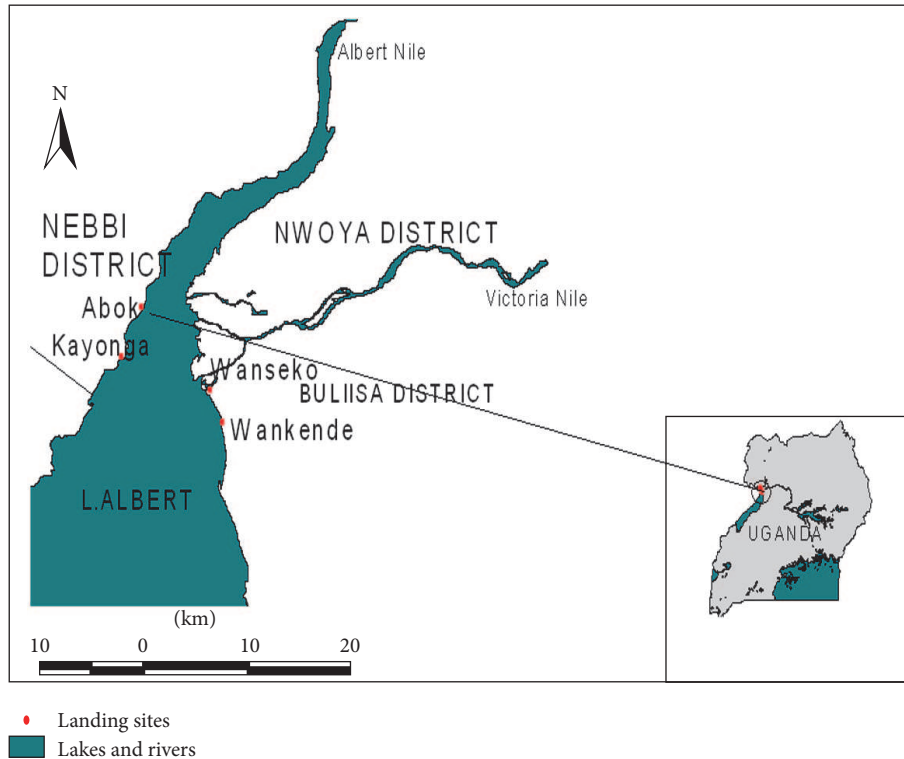 Albert Nile
N
NEBBI
DISTRICT
NWOYA DISTRICT
Victoria Nile
Abok
Kayonga
Wanseko
BULIISA DISTRICT
Wankende
L.ALBERT
UGANDA
(km)
10 0 10 20
Landing sites
Lakes and rivers